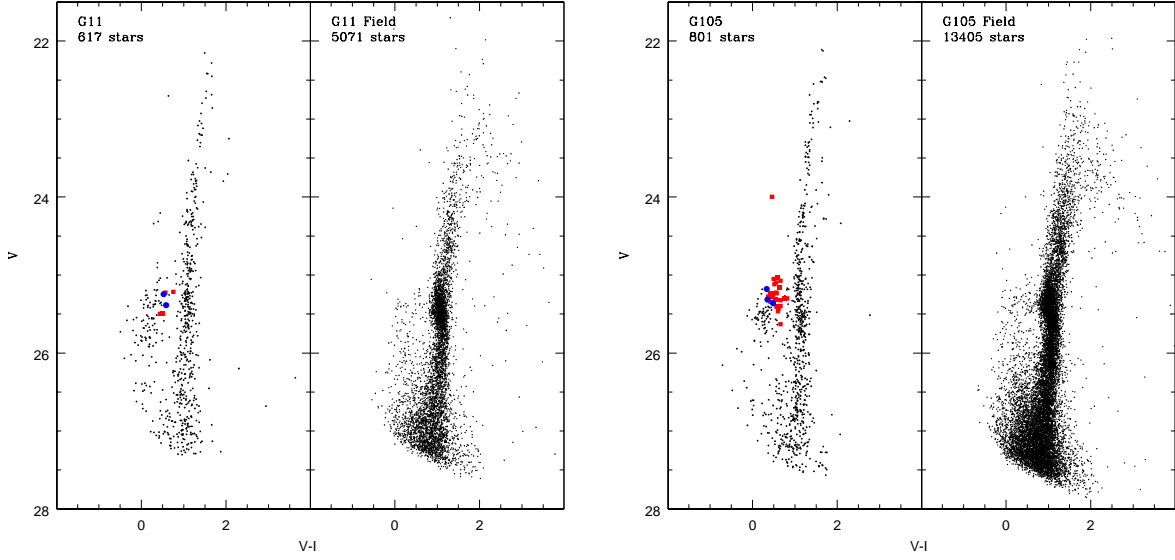 G11
617 stars
G11 Field
5071 stars
G105
801 stars
G105 Field
13405 stars
22
24
26
28
V
0
2
0
2
V-I
22
24
26
28
V
0
2
0
2
V-I